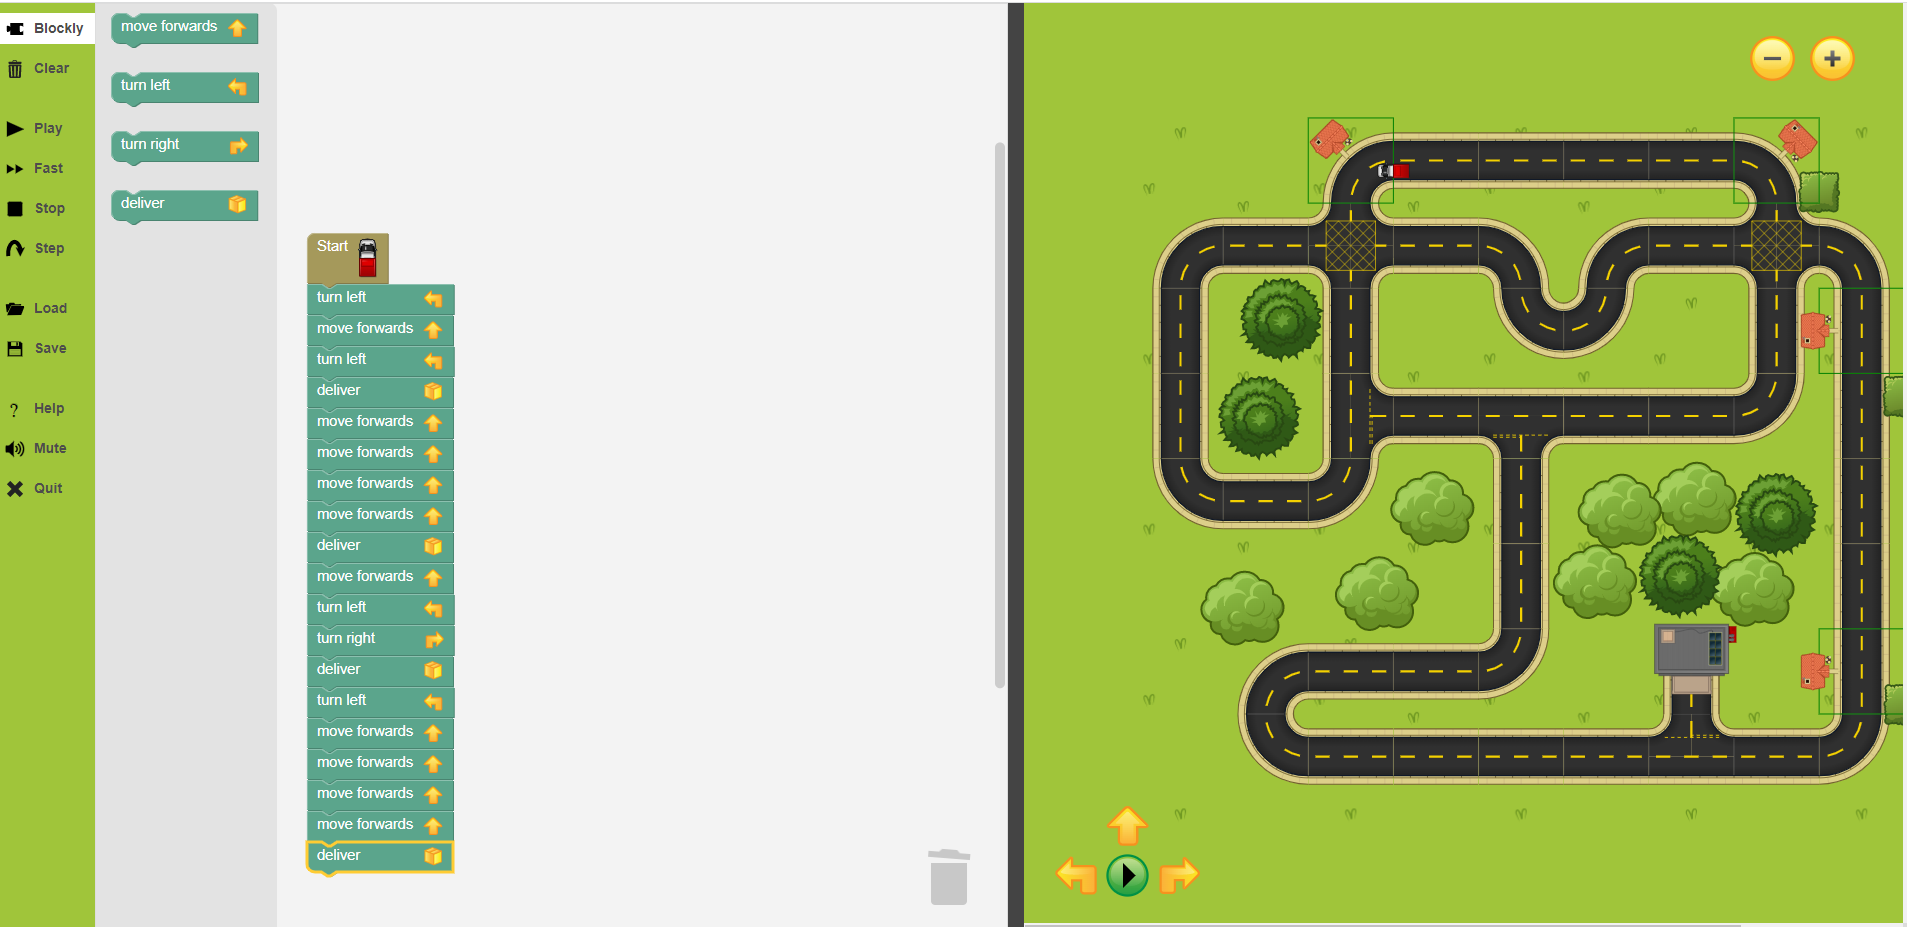 Blockly
Clear
Play
Fast
Stop
Step
Load
Save
? Help
Mute
Quit
move forwards
turn left
turn right
deliver
Start
turn left
move forwards
turn left
deliver
move forwards
move forwards
move forwards
move forwards
deliver
move forwards
turn left
turn right
deliver
turn left
move forwards
move forwards
move forwards
move forwards
deliver